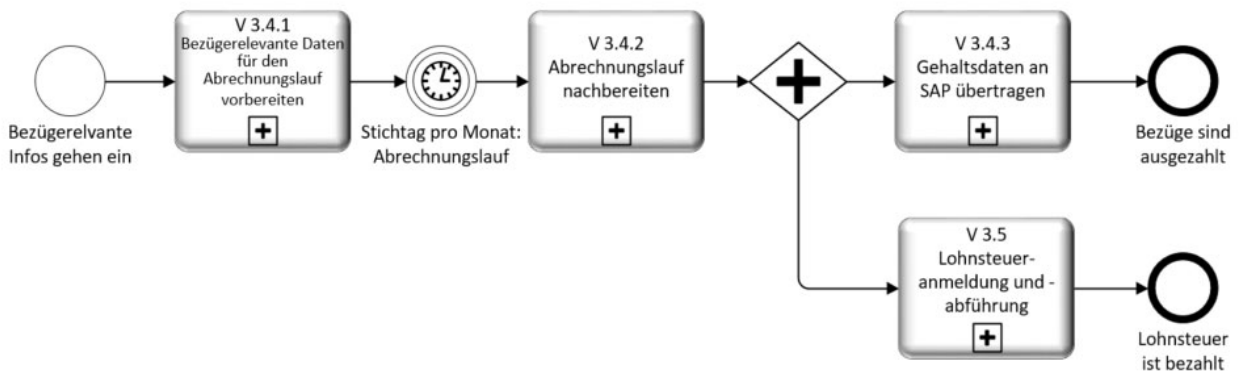 Bezügerelvante
Infos gehen ein
V 3.4.1
Bezügerelevante Daten
für den
Abrechnungslauf
vorbereiten
Stichtag pro Monat:
Abrechnungslauf
V 3.4.2
Abrechnungslauf
nachbereiten
V 3.4.3
Gehaltsdaten an
SAP übertragen
Bezüge sind
ausgezahlt
V 3.5
Lohnsteuer-
anmeldung und -
abführung
Lohnsteuer
ist bezahlt